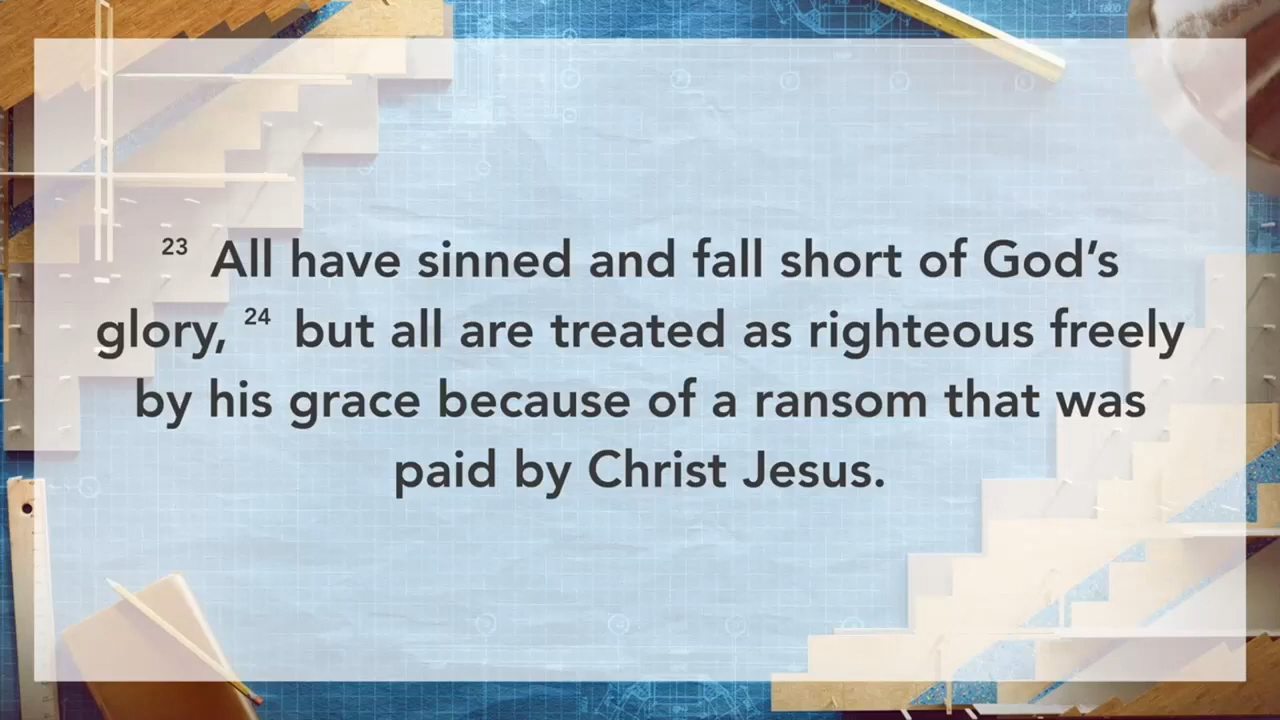 23 All have sinned and fall short of God’s
glory, 24 but all are treated as righteous freely
by his grace because of a ransom that was
paid by Christ Jesus.